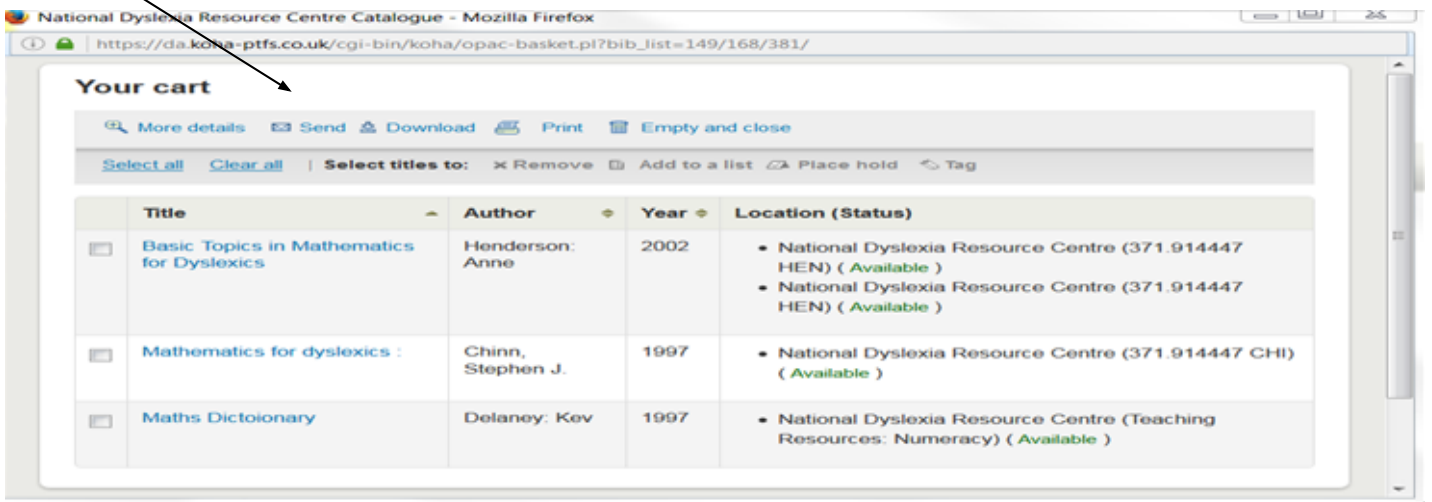 National Dyslexia Resource Centre Catalogue - Mozilla Firefox
https://da.koha-ptfs.co.uk/cgi-bin/koha/opac-basket.pl?bib_list=149/168/381/
Your cart
More details Send Download Print Empty and close
Select all Clear all | Select titles to: Remove Add to a list Place hold Tag
Title Author Year Location (Status)
Basic Topics in Mathematics
for Dyslexics
Henderson:
Anne
2002
• National Dyslexia Resource Centre (371.914447
HEN) ( Available )
• National Dyslexia Resource Centre (371.914447
HEN) ( Available )
Mathematics for dyslexics :
Chinn,
Stephen J.
1997
• National Dyslexia Resource Centre (371.914447 CHI)
( Available )
Maths Dictoionary
Delaney: Kev
1997
• National Dyslexia Resource Centre (Teaching
Resources: Numeracy) ( Available )